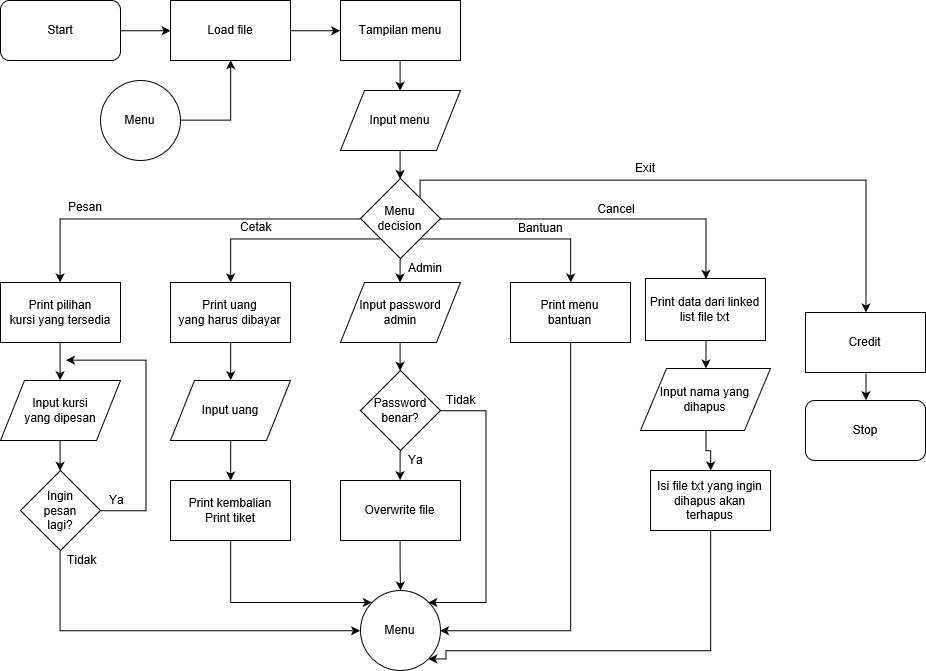 Start
Load file
Tampilan menu
Menu
Input menu
Exit
Menu
decision
Pesan
Cetak
Bantuan
Cancel
Admin
Print pilihan
kursi yang tersedia
Print uang
yang harus dibayar
Input password
admin
Print menu
bantuan
Print data dari linked
list file txt
Credit
Input kursi
yang dipesan
Input uang
Password
benar?
Tidak
Input nama yang
dihapus
Stop
Ya
Ingin
pesan
lagi?
Ya
Print kembalian
Print tiket
Overwrite file
Isi file txt yang ingin
dihapus akan
terhapus
Tidak
Menu